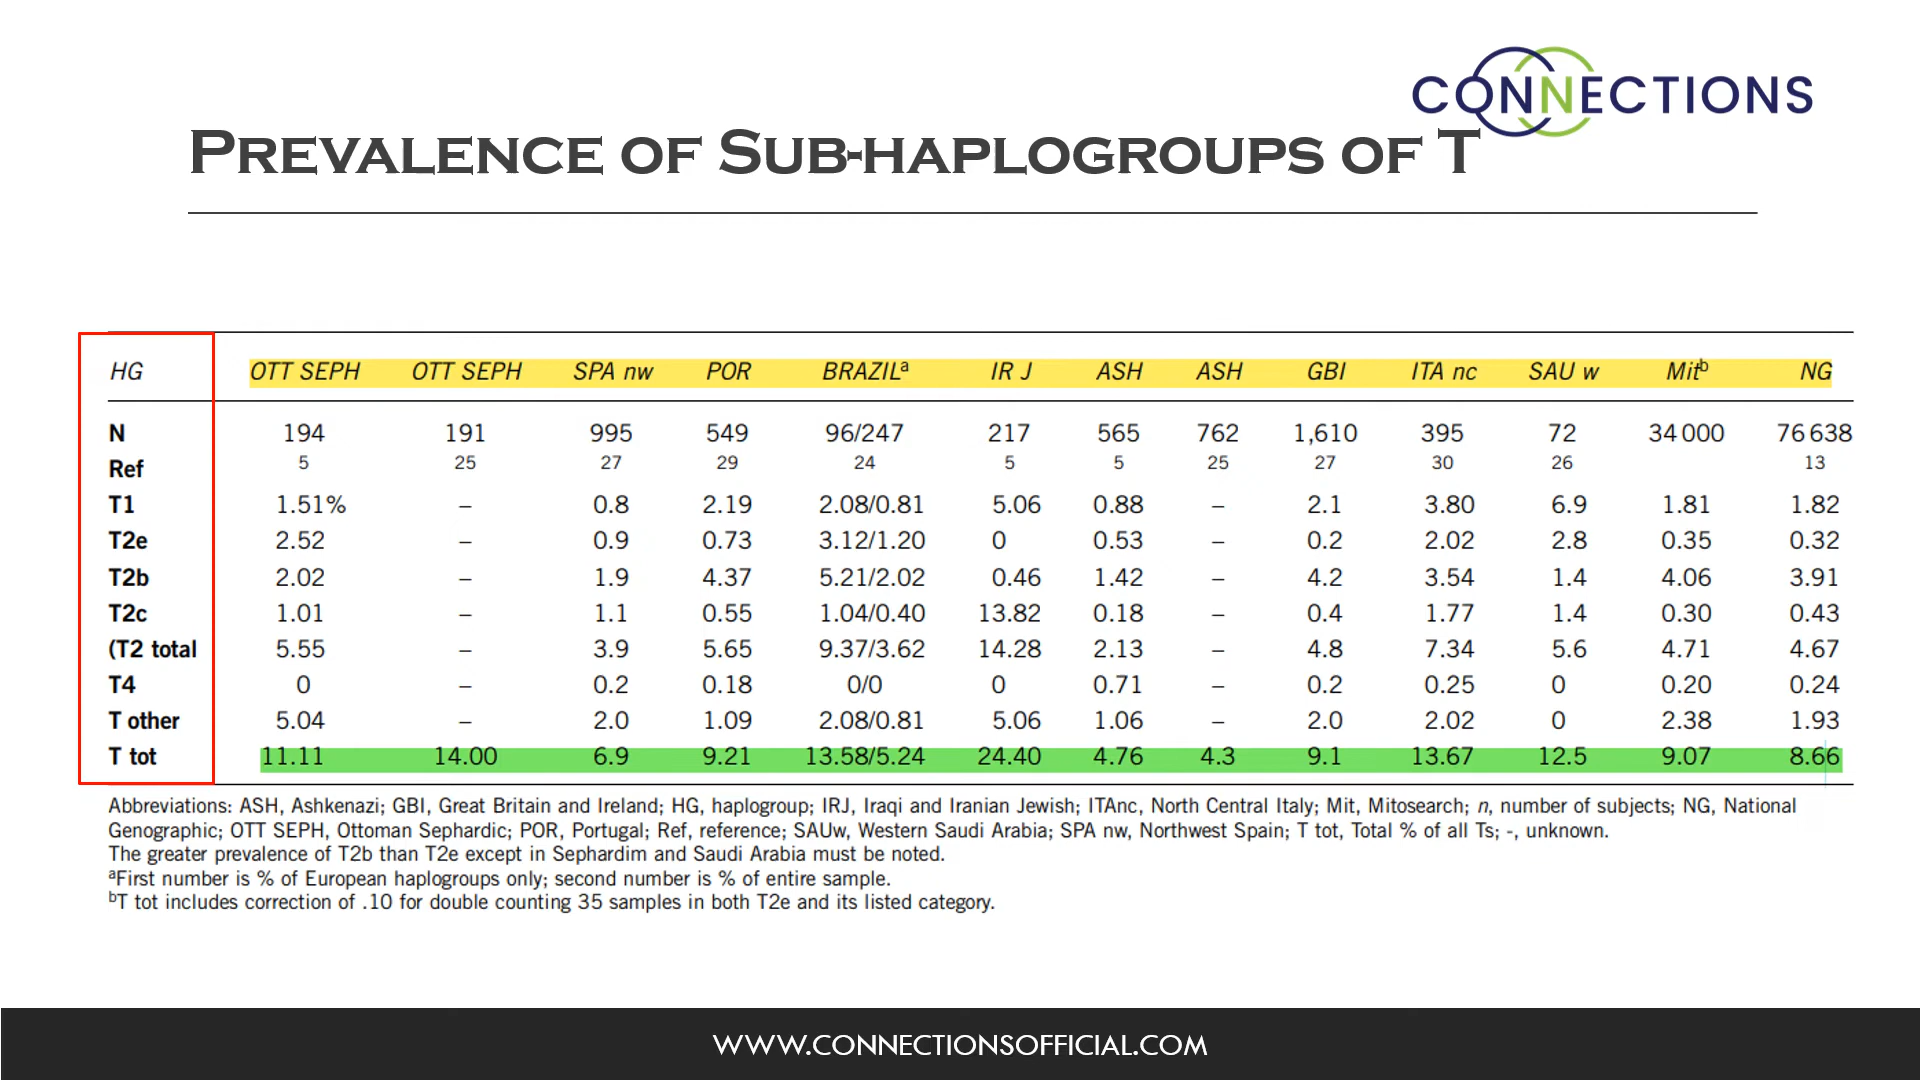 CONNECTIONS
PREVALENCE OF SUB-HAPLOGROUPS OF T
HG OTT SEPH OTT SEPH SPA nw POR BRAZILᵃ IR J ASH ASH GBI ITA nc SAU w Mitᵇ NG
N 194 191 995 549 96/247 217 565 762 1,610 395 72 34 000 76 638
Ref 5 25 27 29 24 5 5 25 27 30 26 13
T1 1.51% – 0.8 2.19 2.08/0.81 5.06 0.88 – 2.1 3.80 6.9 1.81 1.82
T2e 2.52 – 0.9 0.73 3.12/1.20 0 0.53 – 0.2 2.02 2.8 0.35 0.32
T2b 2.02 – 1.9 4.37 5.21/2.02 0.46 1.42 – 4.2 3.54 1.4 4.06 3.91
T2c 1.01 – 1.1 0.55 1.04/0.40 13.82 0.18 – 0.4 1.77 1.4 0.30 0.43
(T2 total 5.55 – 3.9 5.65 9.37/3.62 14.28 2.13 – 4.8 7.34 5.6 4.71 4.67
T4 0 – 0.2 0.18 0/0 0 0.71 – 0.2 0.25 0 0.20 0.24
T other 5.04 – 2.0 1.09 2.08/0.81 5.06 1.06 – 2.0 2.02 0 2.38 1.93
T tot 11.11 14.00 6.9 9.21 13.58/5.24 24.40 4.76 4.3 9.1 13.67 12.5 9.07 8.66
Abbreviations: ASH, Ashkenazi; GBI, Great Britain and Ireland; HG, haplogroup; IRJ, Iraqi and Iranian Jewish; ITAnc, North Central Italy; Mit, Mitosearch; n, number of subjects; NG, National
Genographic; OTT SEPH, Ottoman Sephardic; POR, Portugal; Ref, reference; SAUw, Western Saudi Arabia; SPA nw, Northwest Spain; T tot, Total % of all Ts; -, unknown.
The greater prevalence of T2b than T2e except in Sephardim and Saudi Arabia must be noted.
ᵃFirst number is % of European haplogroups only; second number is % of entire sample.
ᵇT tot includes correction of .10 for double counting 35 samples in both T2e and its listed category.
WWW.CONNECTIONSOFFICIAL.COM